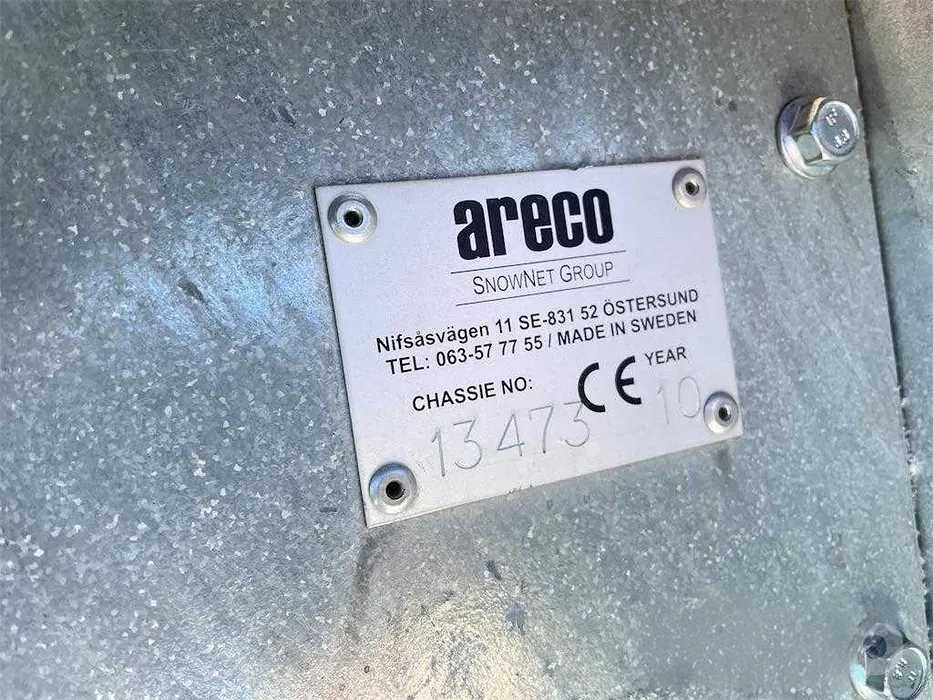 areco
SNOWNET GROUP
Nifsåsvägen 11 SE-831 52 ÖSTERSUND
TEL: 063-57 77 55 / MADE IN SWEDEN
CHASSIE NO: CE YEAR
13473 10